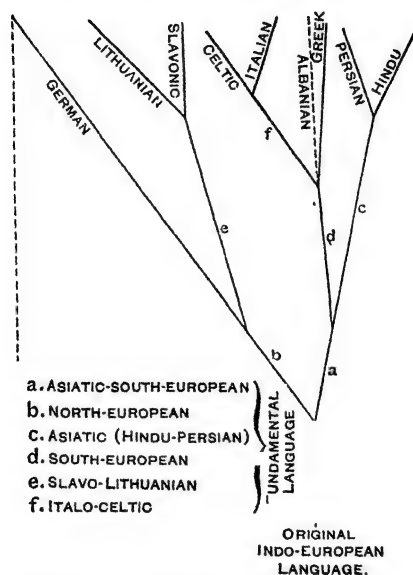 GERMAN
LITHUANIAN
SLAVONIC
CELTIC
ITALIAN
ALBANIAN
GREEK
PERSIAN
HINDU
f
e
d
c
b
a
a. ASIATIC-SOUTH-EUROPEAN
b. NORTH-EUROPEAN
c. ASIATIC (HINDU-PERSIAN)
d. SOUTH-EUROPEAN
e. SLAVO-LITHUANIAN
f. ITALO-CELTIC
UNDAMENTAL
LANGUAGE
ORIGINAL
INDO-EUROPEAN
LANGUAGE.